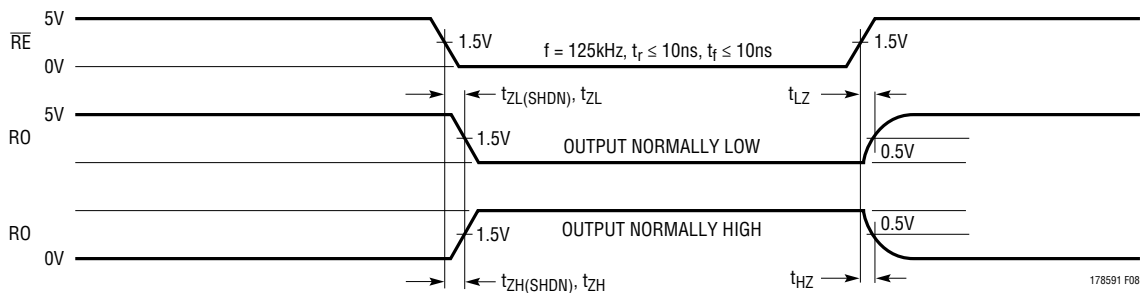 5V
RE
1.5V
f = 125kHz, tr ≤ 10ns, tf ≤ 10ns
1.5V
0V
tZL(SHDN), tZL
tLZ
5V
RO
1.5V
OUTPUT NORMALLY LOW
0.5V
RO
1.5V
OUTPUT NORMALLY HIGH
0.5V
0V
tZH(SHDN), tZH
tHZ
178591 F08